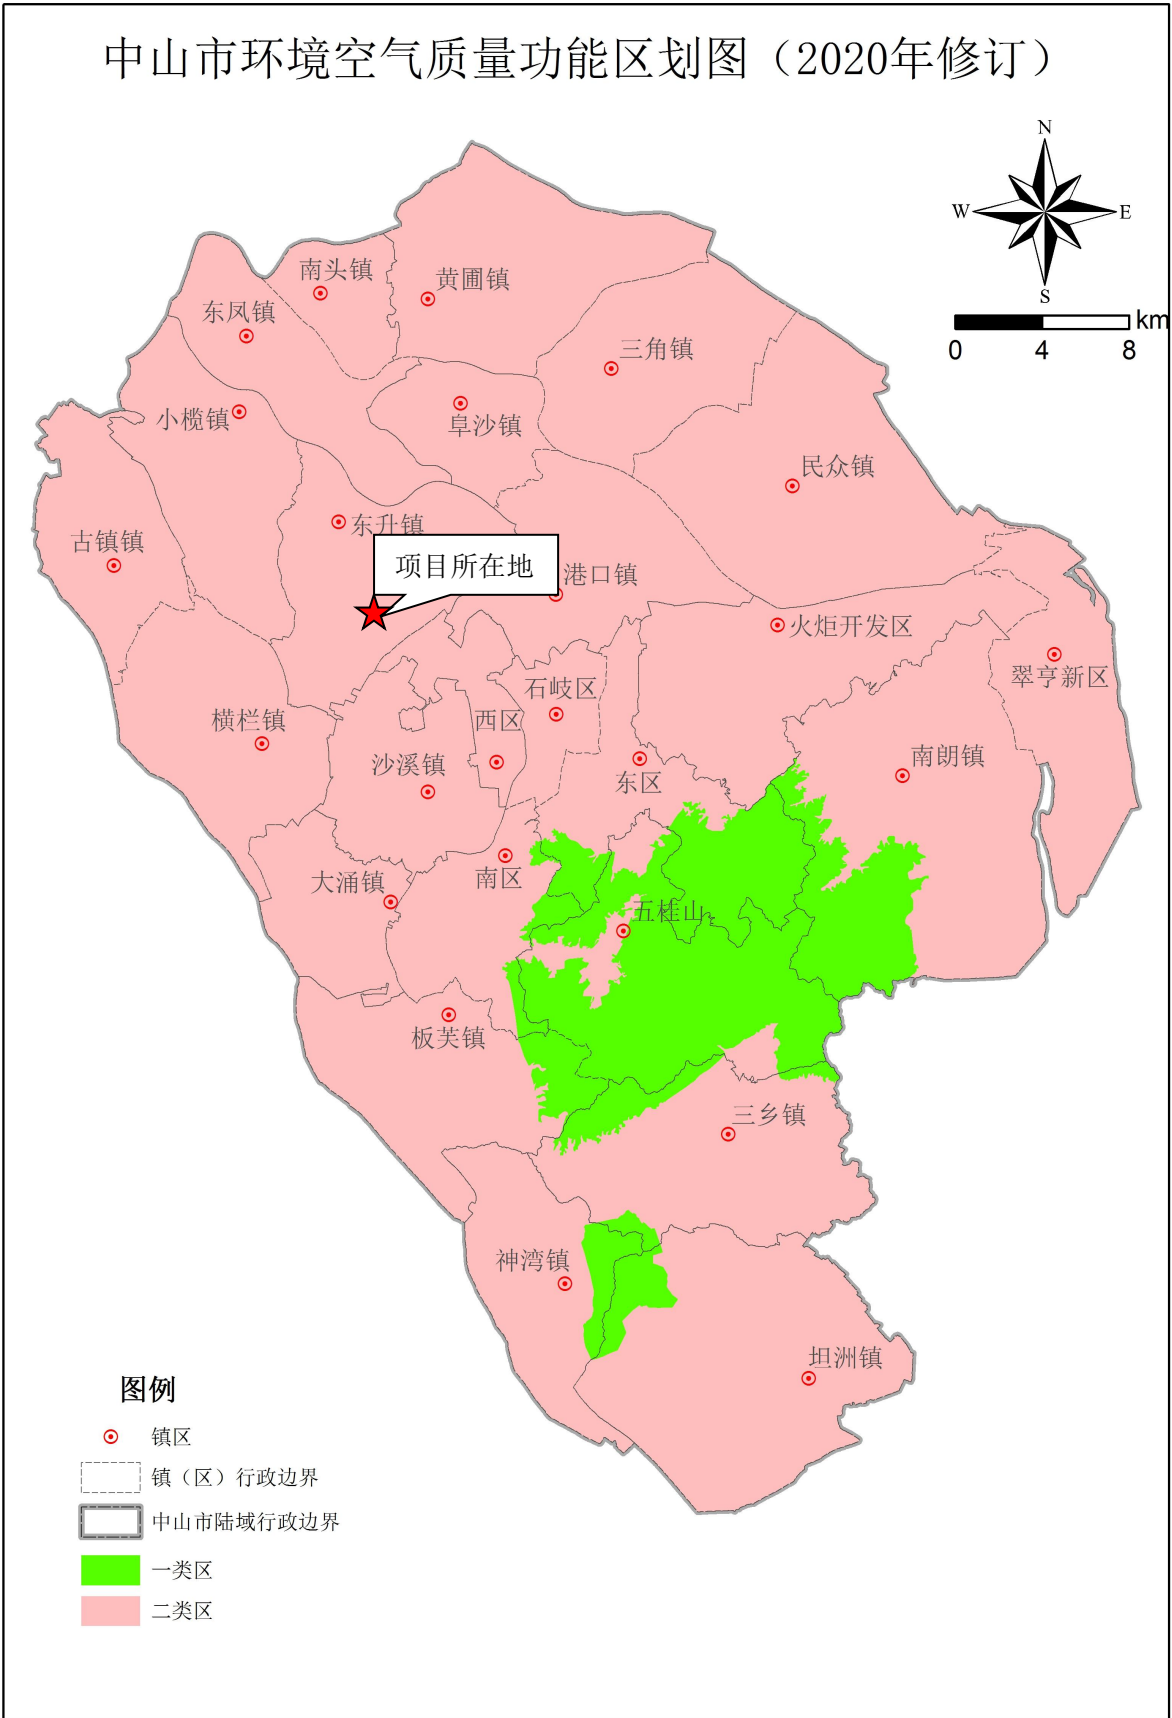 中山市环境空气质量功能区划图（2020年修订）
N
W
E
S
km
0
4
8
南头镇
黄圃镇
东凤镇
三角镇
小榄镇
阜沙镇
民众镇
东升镇
古镇镇
项目所在地
港口镇
火炬开发区
翠亨新区
石岐区
横栏镇
西区
沙溪镇
东区
南朗镇
南区
大涌镇
五桂山
板芙镇
三乡镇
神湾镇
坦洲镇
图例
镇区
镇（区）行政边界
中山市陆域行政边界
一类区
二类区